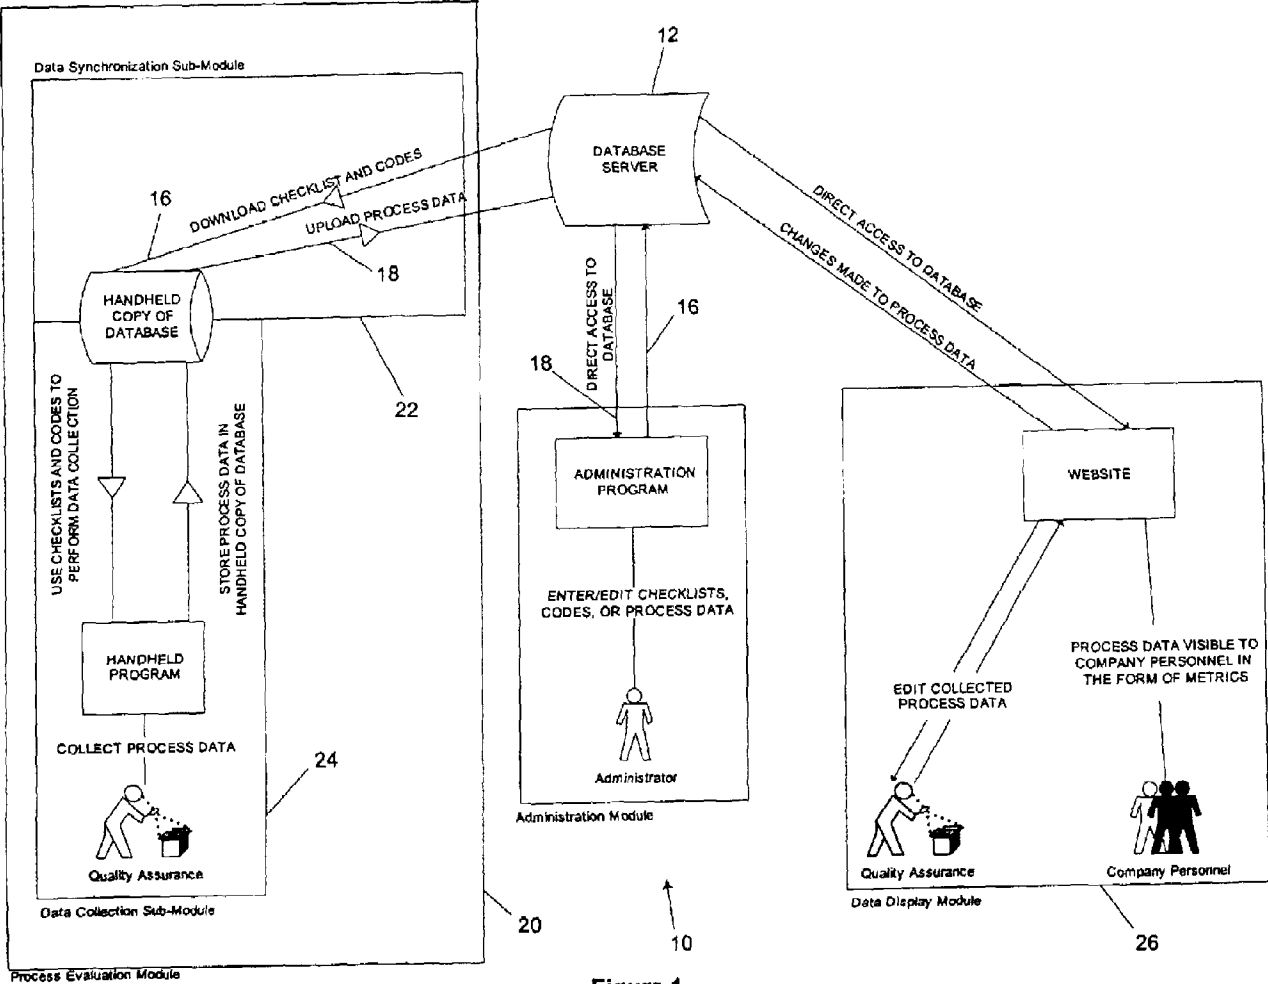 Data Synchronization Sub-Module
12
DATABASE
SERVER
DOWNLOAD CHECKLIST AND CODES
16
UPLOAD PROCESS DATA
18
HANDHELD
COPY OF
DATABASE
22
DIRECT ACCESS TO
DATABASE
16
18
DIRECT ACCESS TO DATABASE
CHANGES MADE TO PROCESS DATA
USE CHECKLISTS AND CODES TO
PERFORM DATA COLLECTION
STORE PROCESS DATA IN
HANDHELD COPY OF DATABASE
ADMINISTRATION
PROGRAM
WEBSITE
ENTER/EDIT CHECKLISTS,
CODES, OR PROCESS DATA
HANDHELD
PROGRAM
PROCESS DATA VISIBLE TO
COMPANY PERSONNEL IN
THE FORM OF METRICS
EDIT COLLECTED
PROCESS DATA
COLLECT PROCESS DATA
24
Administrator
Administration Module
Quality Assurance
Data Collection Sub-Module
20
10
Quality Assurance
Company Personnel
Data Display Module
26
Process Evaluation Module
Figure 1